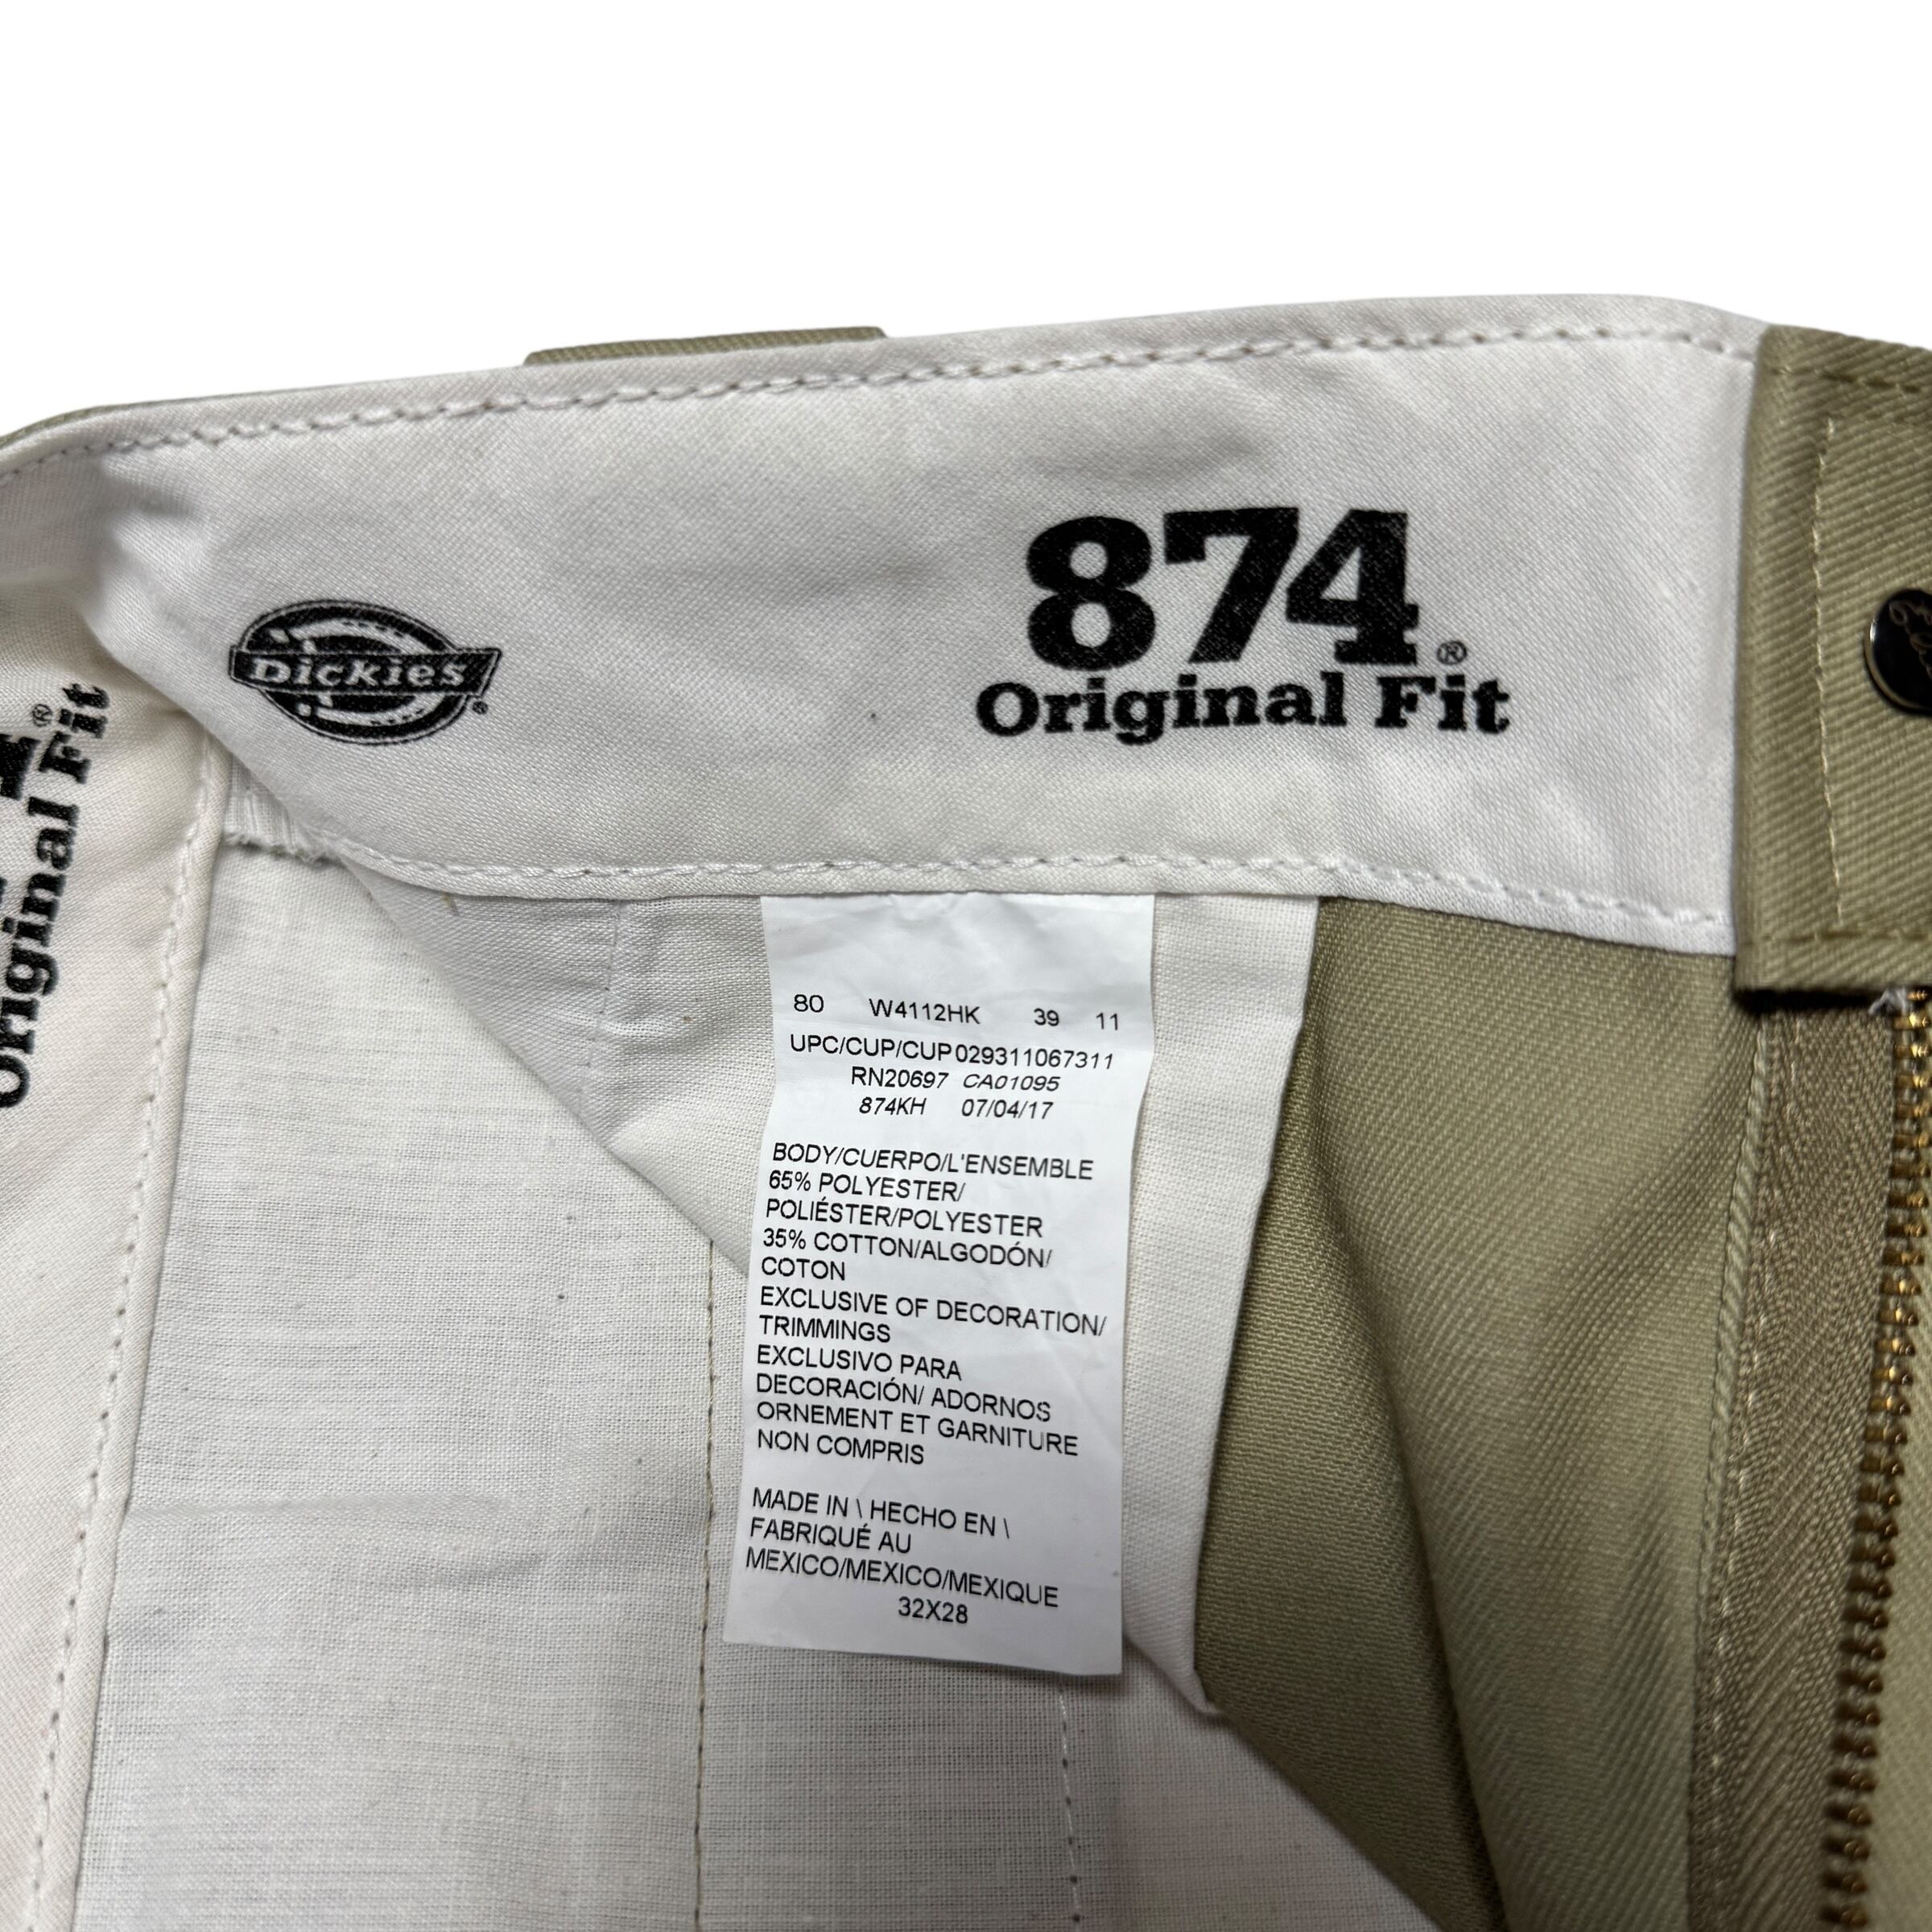 874®
Original Fit
Dickies®
® 
Original Fit
80 W4112HK 39 11
UPC/CUP/CUP 029311067311
RN20697 CA01095
874KH 07/04/17
BODY/CUERPO/L'ENSEMBLE
65% POLYESTER/
POLIÉSTER/POLYESTER
35% COTTON/ALGODÓN/
COTON
EXCLUSIVE OF DECORATION/
TRIMMINGS
EXCLUSIVO PARA
DECORACIÓN/ ADORNOS
ORNEMENT ET GARNITURE
NON COMPRIS
MADE IN \ HECHO EN \
FABRIQUÉ AU
MEXICO/MEXICO/MEXIQUE
32X28